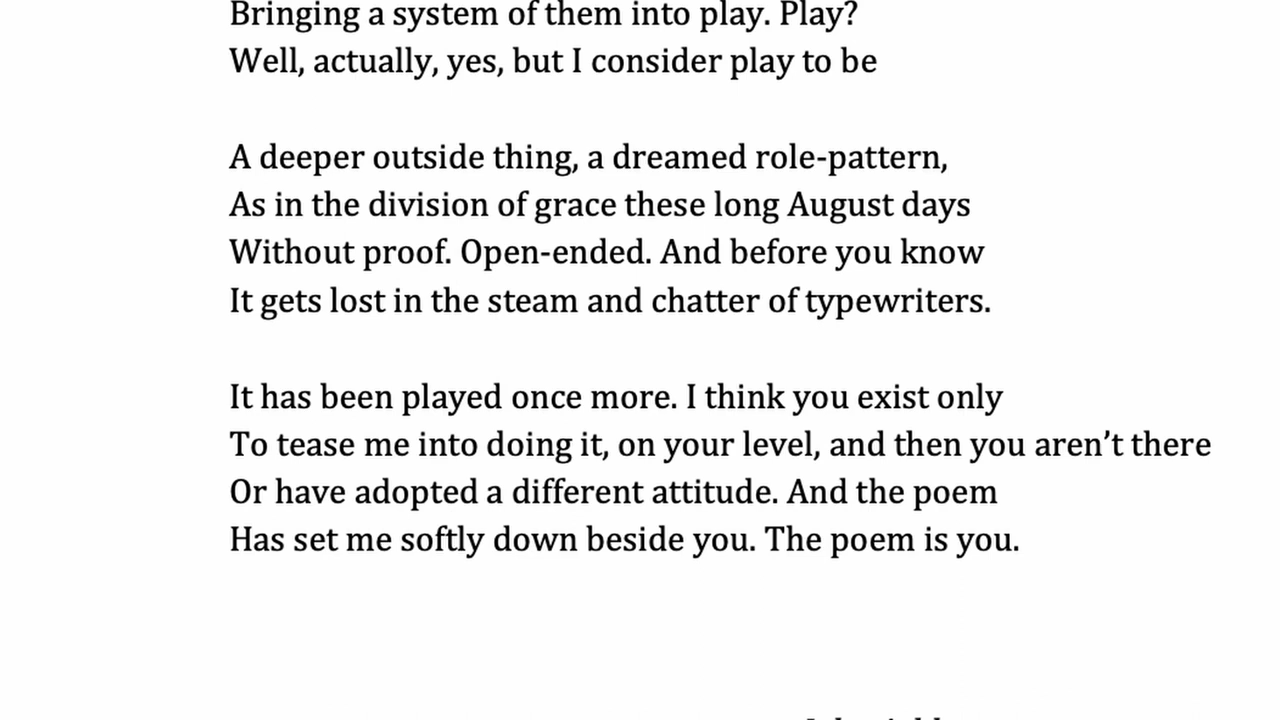 Bringing a system of them into play. Play?
Well, actually, yes, but I consider play to be
A deeper outside thing, a dreamed role-pattern,
As in the division of grace these long August days
Without proof. Open-ended. And before you know
It gets lost in the steam and chatter of typewriters.
It has been played once more. I think you exist only
To tease me into doing it, on your level, and then you aren’t there
Or have adopted a different attitude. And the poem
Has set me softly down beside you. The poem is you.